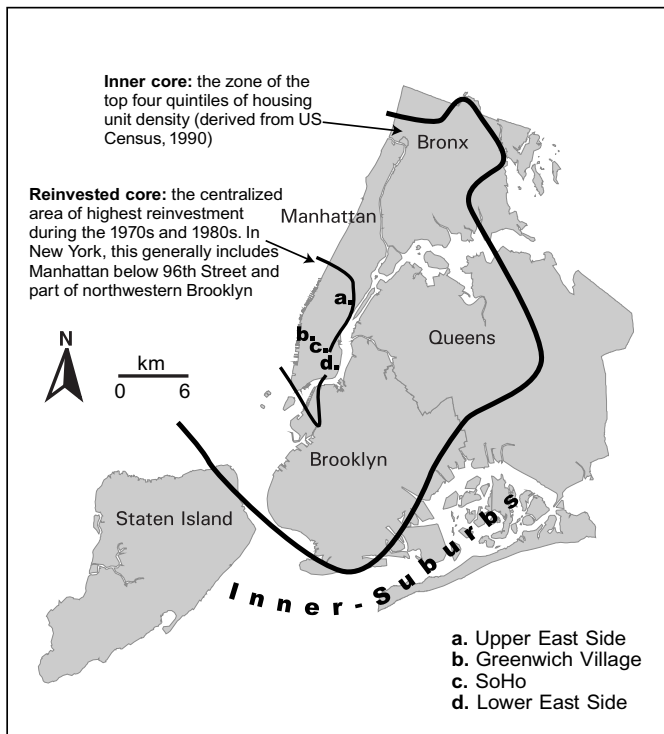 Inner core: the zone of the
top four quintiles of housing
unit density (derived from US
Census, 1990)
Bronx
Reinvested core: the centralized
area of highest reinvestment
during the 1970s and 1980s. In
New York, this generally includes
Manhattan below 96th Street and
part of northwestern Brooklyn
Manhattan
a.
b.
c.
d.
Queens
N
km
0 6
Brooklyn
Staten Island
Inner-Suburbs
a. Upper East Side
b. Greenwich Village
c. SoHo
d. Lower East Side